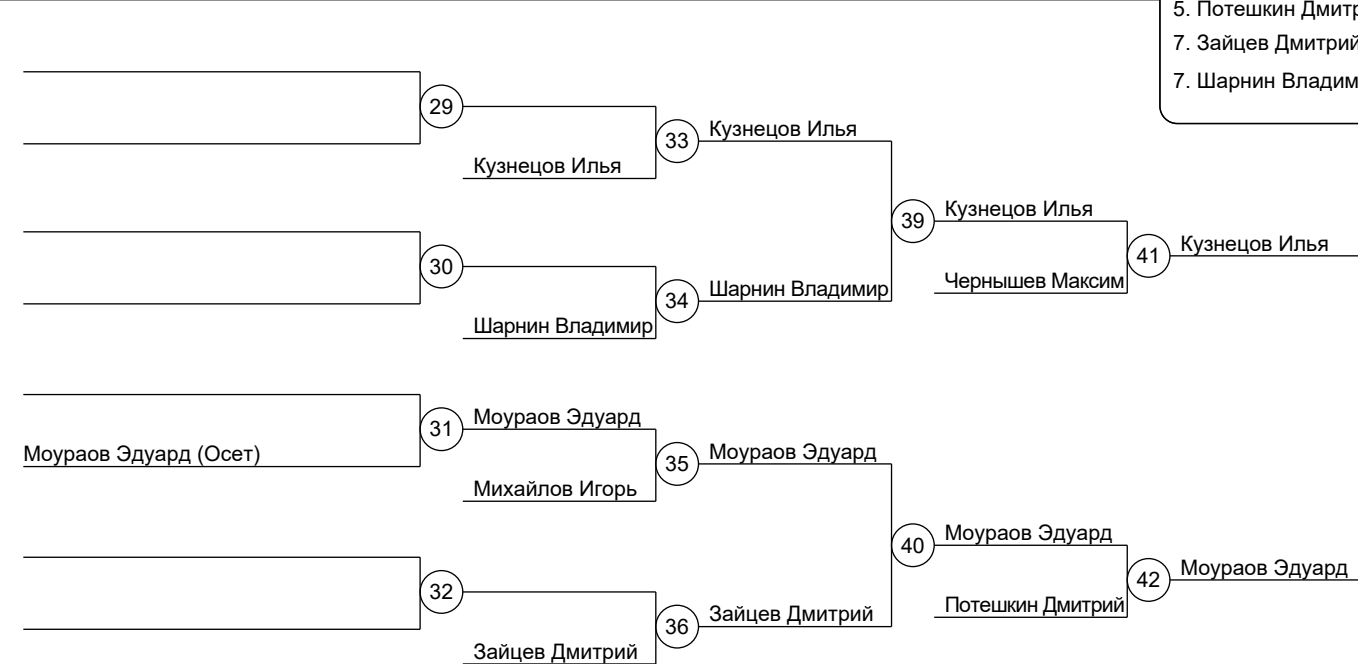 5. Потешкин
7. Зайцев Дмитрий
7. Шарнин
29
Кузнецов Илья
33
Кузнецов Илья
30
Шарнин Владимир
34
Шарнин Владимир
39
Кузнецов Илья
Чернышев Максим
41
Кузнецов Илья
Моураов Эдуард (Осет)
31
Моураов Эдуард
Михайлов Игорь
35
Моураов Эдуард
32
Зайцев Дмитрий
36
Зайцев Дмитрий
40
Моураов Эдуард
Потешкин Дмитрий
42
Моураов Эдуард